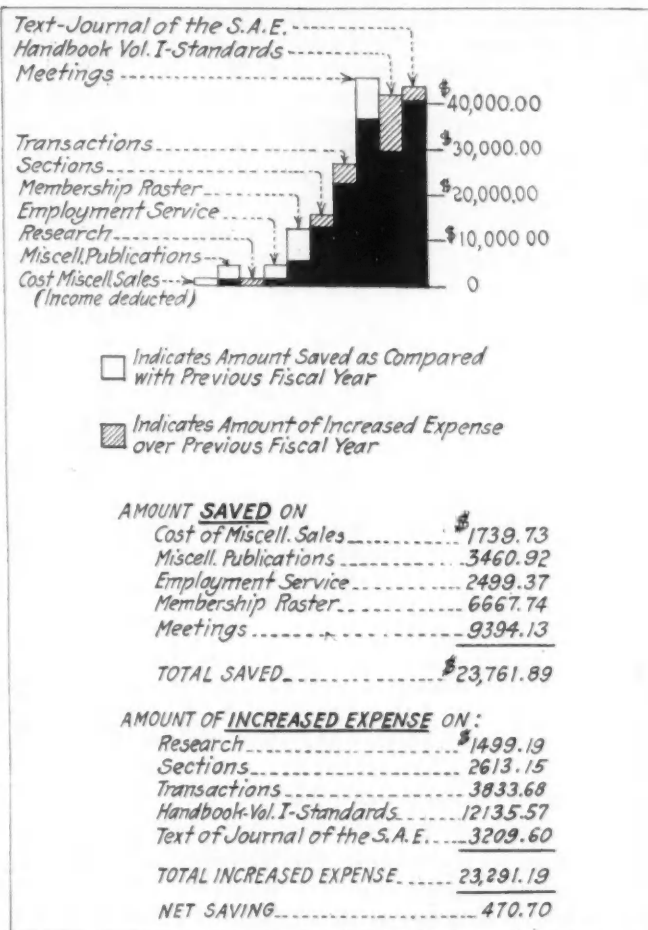 Text-Journal of the S.A.E.
Handbook Vol. I-Standards
Meetings
$40,000.00
$30,000.00
Transactions
Sections
$20,000.00
Membership Roster
Employment Service
$10,000 00
Research
Miscell. Publications
Cost Miscell. Sales
0
(Income deducted)
Indicates Amount Saved as Compared
with Previous Fiscal Year
Indicates Amount of Increased Expense
over Previous Fiscal Year
AMOUNT SAVED ON
Cost of Miscell. Sales $1739.73
Miscell. Publications 3460.92
Employment Service 2499.37
Membership Roster 6667.74
Meetings 9394.13
TOTAL SAVED $23,761.89
AMOUNT OF INCREASED EXPENSE ON:
Research $1499.19
Sections 2613.15
Transactions 3833.68
Handbook-Vol. I-Standards 12135.57
Text of Journal of the S.A.E. 3209.60
TOTAL INCREASED EXPENSE 23,291.19
NET SAVING 470.70